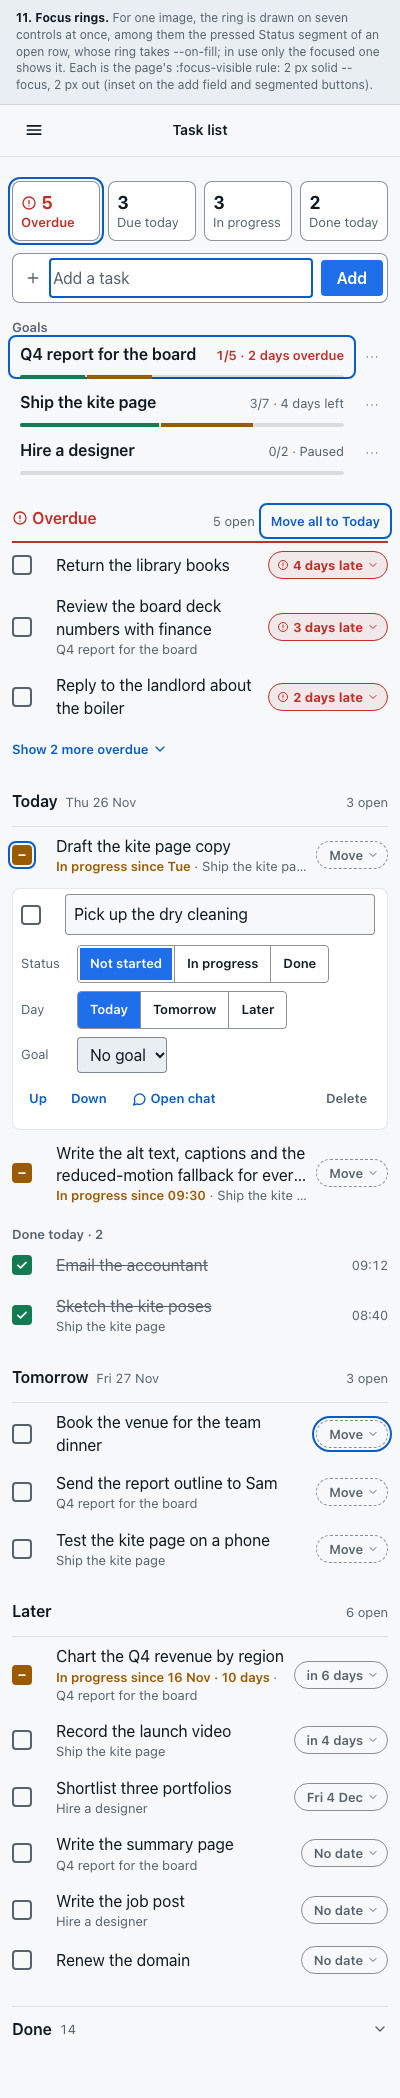 11. Focus rings. For one image, the ring is drawn on seven
controls at once, among them the pressed Status segment of an
open row, whose ring takes --on-fill; in use only the focused one
shows it. Each is the page's :focus-visible rule: 2 px solid --
focus, 2 px out (inset on the add field and segmented buttons).
Task list
5
Overdue
3
Due today
3
In progress
2
Done today
+ Add a task
Add
Goals
Q4 report for the board 1/5 · 2 days overdue ...
Ship the kite page 3/7 · 4 days left ...
Hire a designer 0/2 · Paused ...
Overdue 5 open Move all to Today
Return the library books 4 days late
Review the board deck
numbers with finance
Q4 report for the board
3 days late
Reply to the landlord about
the boiler
2 days late
Show 2 more overdue
Today Thu 26 Nov 3 open
Draft the kite page copy
In progress since Tue · Ship the kite pa...
Move
Pick up the dry cleaning
Status Not started In progress Done
Day Today Tomorrow Later
Goal No goal
Up Down Open chat Delete
Write the alt text, captions and the
reduced-motion fallback for ever...
In progress since 09:30 · Ship the kite ...
Move
Done today · 2
Email the accountant 09:12
Sketch the kite poses
Ship the kite page
08:40
Tomorrow Fri 27 Nov 3 open
Book the venue for the team
dinner
Move
Send the report outline to Sam
Q4 report for the board
Move
Test the kite page on a phone
Ship the kite page
Move
Later 6 open
Chart the Q4 revenue by region
In progress since 16 Nov · 10 days ·
Q4 report for the board
in 6 days
Record the launch video
Ship the kite page
in 4 days
Shortlist three portfolios
Hire a designer
Fri 4 Dec
Write the summary page
Q4 report for the board
No date
Write the job post
Hire a designer
No date
Renew the domain
No date
Done 14